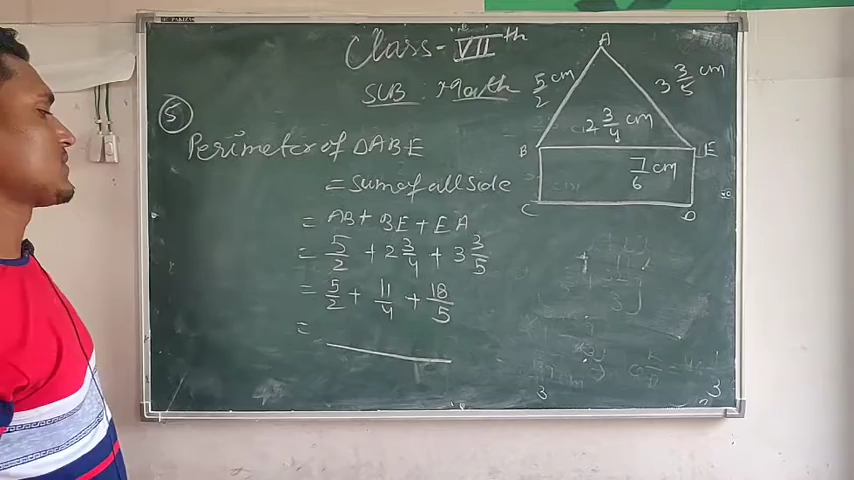 Class - VII th
SUB : Math
5
Perimeter of ΔABE
= Sum of all Side
= AB + BE + EA
= 5/2 + 2 3/4 + 3 3/5
= 5/2 + 11/4 + 18/5
=
A
5/2 cm
3 3/5 cm
2 3/4 cm
B
E
7/6 cm
C
D